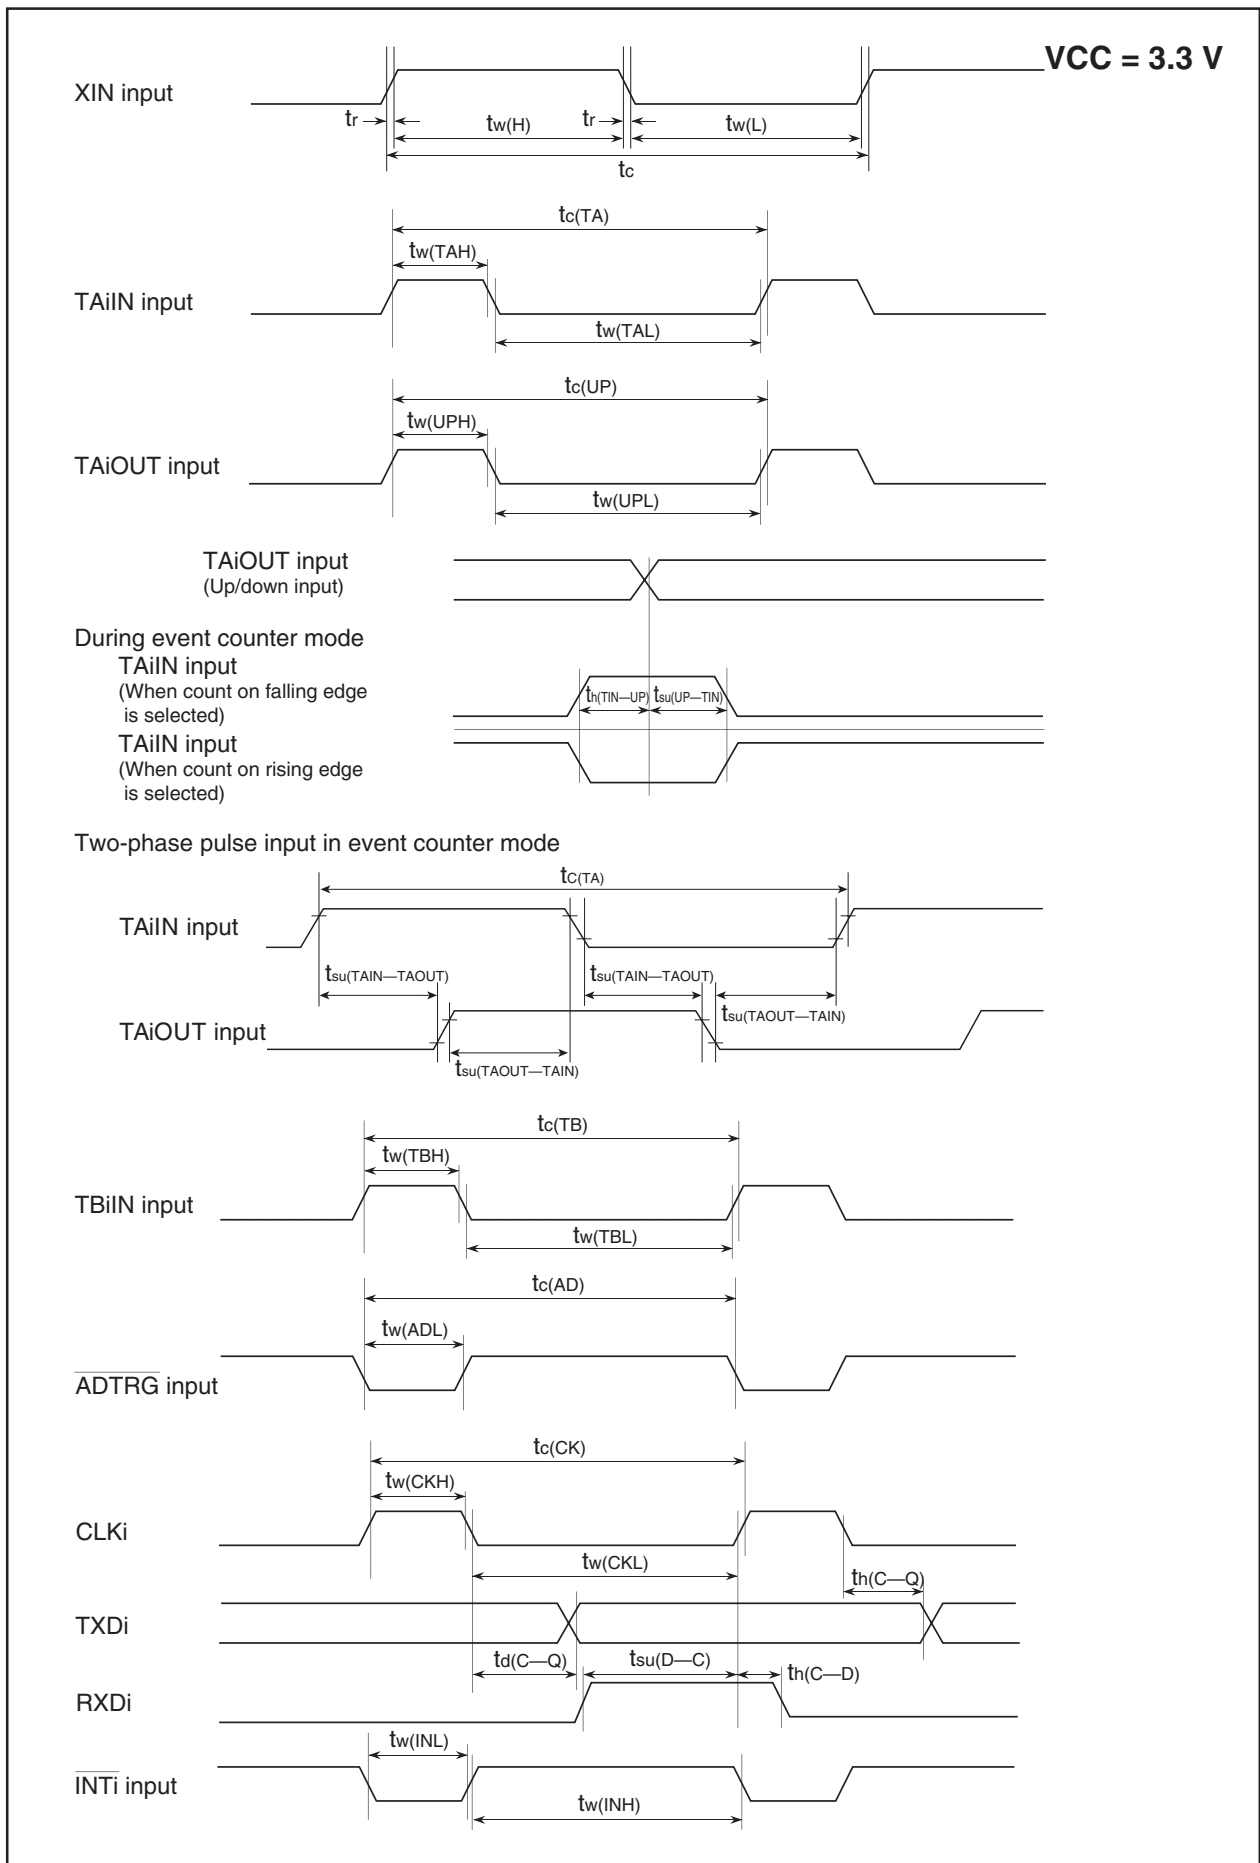 VCC = 3.3 V
XIN input
tr
tw(H)
tr
tw(L)
tc
tc(TA)
tw(TAH)
TAiIN input
tw(TAL)
tc(UP)
tw(UPH)
TAiOUT input
tw(UPL)
TAiOUT input
(Up/down input)
During event counter mode
TAiIN input
(When count on falling edge
is selected)
th(TIN—UP)
tsu(UP—TIN)
TAiIN input
(When count on rising edge
is selected)
Two-phase pulse input in event counter mode
tC(TA)
TAiIN input
tsu(TAIN—TAOUT)
tsu(TAIN—TAOUT)
tsu(TAOUT—TAIN)
TAiOUT input
tsu(TAOUT—TAIN)
tc(TB)
tw(TBH)
TBiIN input
tw(TBL)
tc(AD)
tw(ADL)
ADTRG input
tc(CK)
tw(CKH)
CLKi
tw(CKL)
th(C—Q)
TXDi
td(C—Q)
tsu(D—C)
th(C—D)
RXDi
tw(INL)
INTi input
tw(INH)